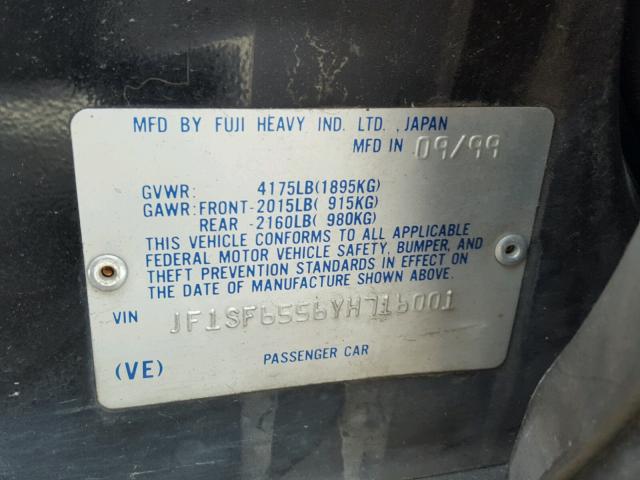 MFD BY FUJI HEAVY IND. LTD., JAPAN
MFD IN 09/99
GVWR: 4175LB(1895KG)
GAWR:FRONT-2015LB( 915KG)
REAR -2160LB( 980KG)
THIS VEHICLE CONFORMS TO ALL APPLICABLE
FEDERAL MOTOR VEHICLE SAFETY, BUMPER, AND
THEFT PREVENTION STANDARDS IN EFFECT ON
THE DATE OF MANUFACTURE SHOWN ABOVE.
VIN JF1SF6556YH716001
(VE) PASSENGER CAR